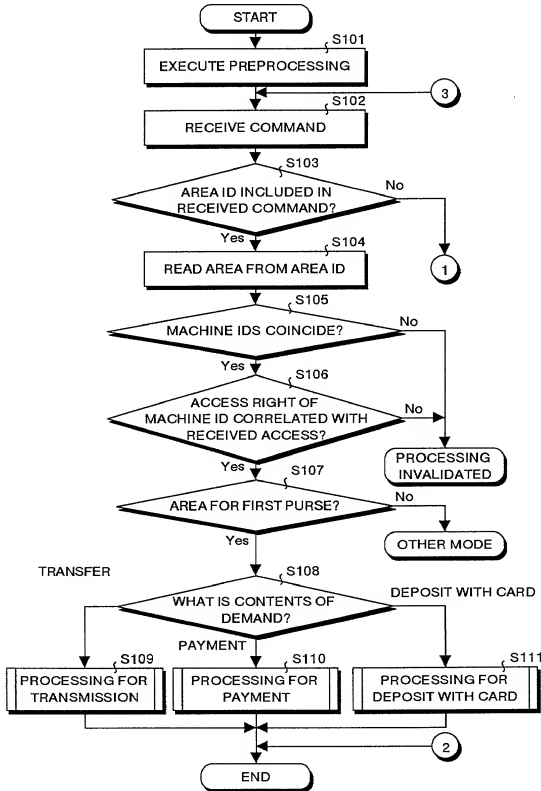 START
S101
EXECUTE PREPROCESSING
3
S102
RECEIVE COMMAND
S103
AREA ID INCLUDED IN
RECEIVED COMMAND?
No
Yes
1
S104
READ AREA FROM AREA ID
S105
MACHINE IDS COINCIDE?
No
Yes
S106
ACCESS RIGHT OF
MACHINE ID CORRELATED WITH
RECEIVED ACCESS?
No
Yes
PROCESSING
INVALIDATED
S107
AREA FOR FIRST PURSE?
No
Yes
OTHER MODE
TRANSFER
S108
WHAT IS CONTENTS OF
DEMAND?
DEPOSIT WITH CARD
PAYMENT
S109
PROCESSING FOR
TRANSMISSION
S110
PROCESSING FOR
PAYMENT
S111
PROCESSING FOR
DEPOSIT WITH CARD
2
END